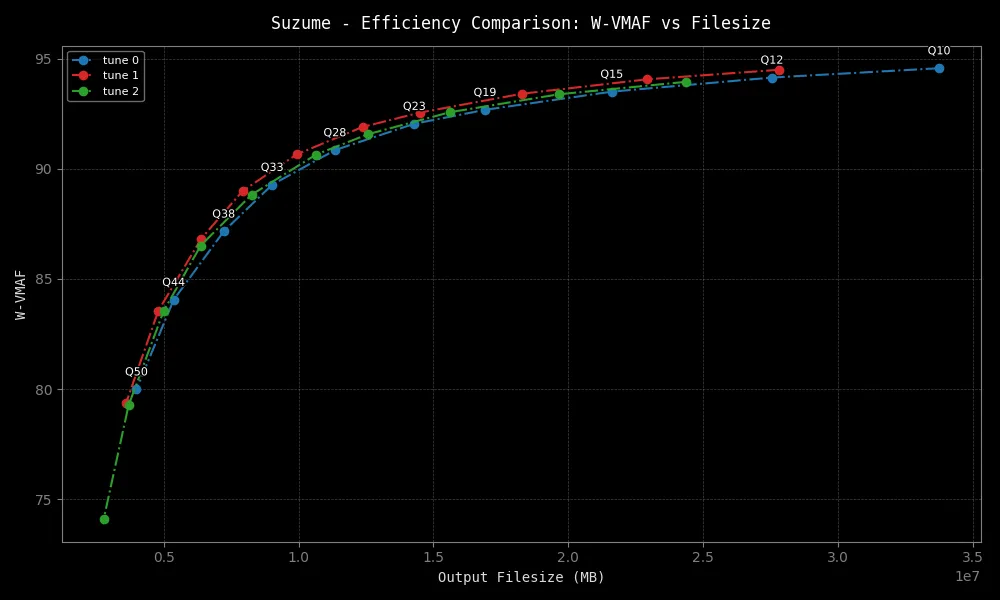 Suzume - Efficiency Comparison: W-VMAF vs Filesize
tune 0
tune 1
tune 2
Q10
Q12
Q15
Q19
Q23
Q28
Q33
Q38
Q44
Q50
95
90
85
80
75
W-VMAF
0.5 1.0 1.5 2.0 2.5 3.0 3.5
1e7
Output Filesize (MB)